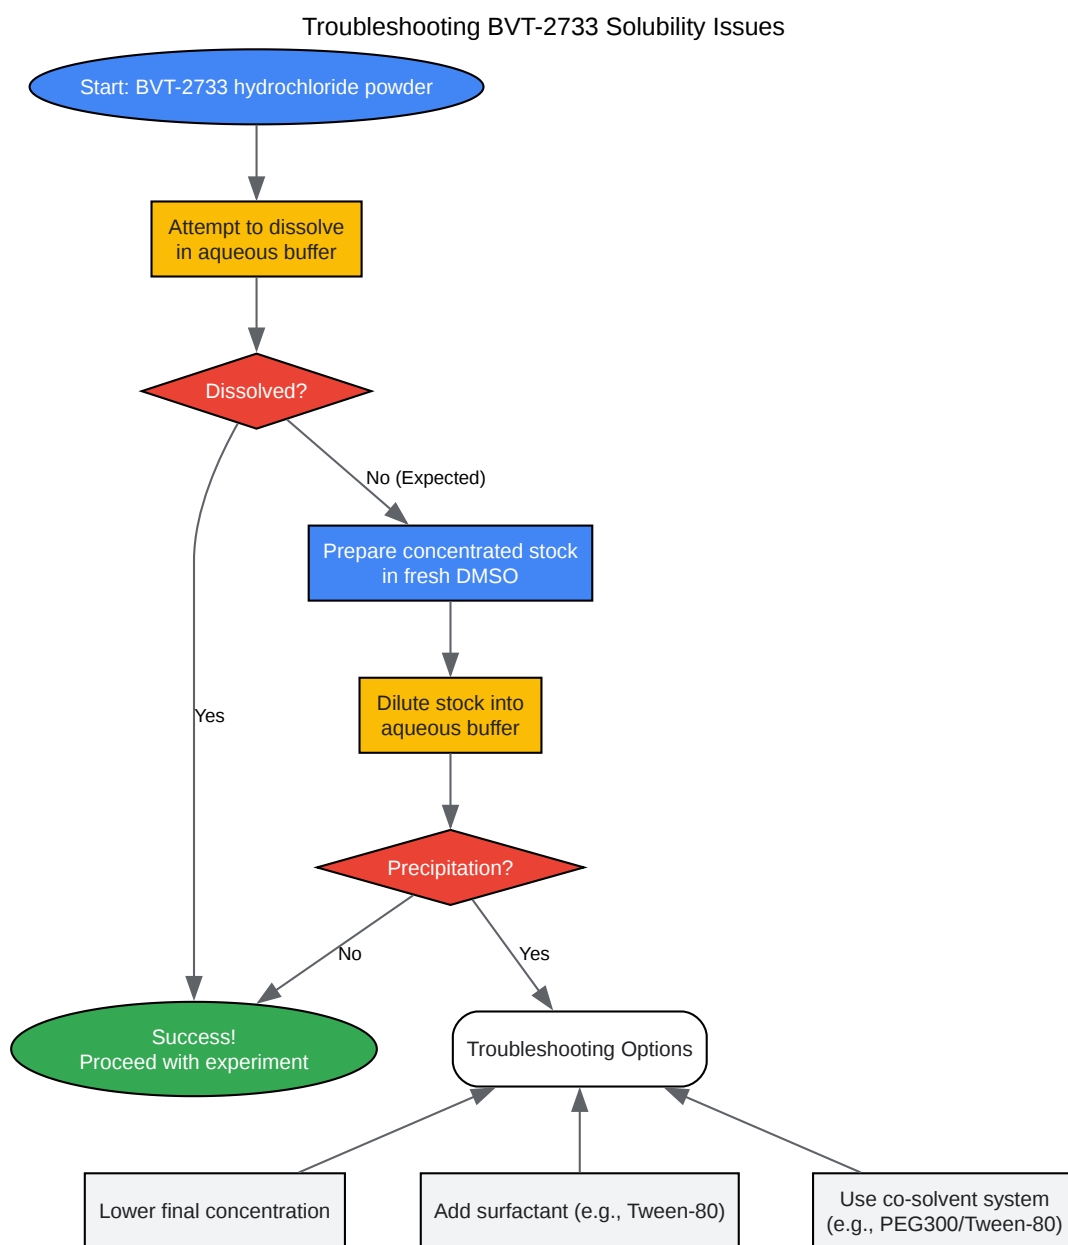 Troubleshooting BVT-2733 Solubility Issues
Start: BVT-2733 hydrochloride powder
Attempt to dissolve
in aqueous buffer
Dissolved?
No (Expected)
Prepare concentrated stock
in fresh DMSO
Dilute stock into
aqueous buffer
Yes
Precipitation?
No
Yes
Success!
Proceed with experiment
Troubleshooting Options
Lower final concentration
Add surfactant (e.g., Tween-80)
Use co-solvent system
(e.g., PEG300/Tween-80)